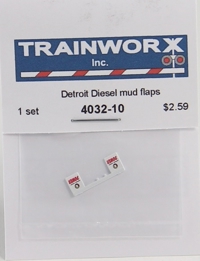 TRAINWORX
Inc.
Detroit Diesel mud flaps
1 set 4032-10 $2.59